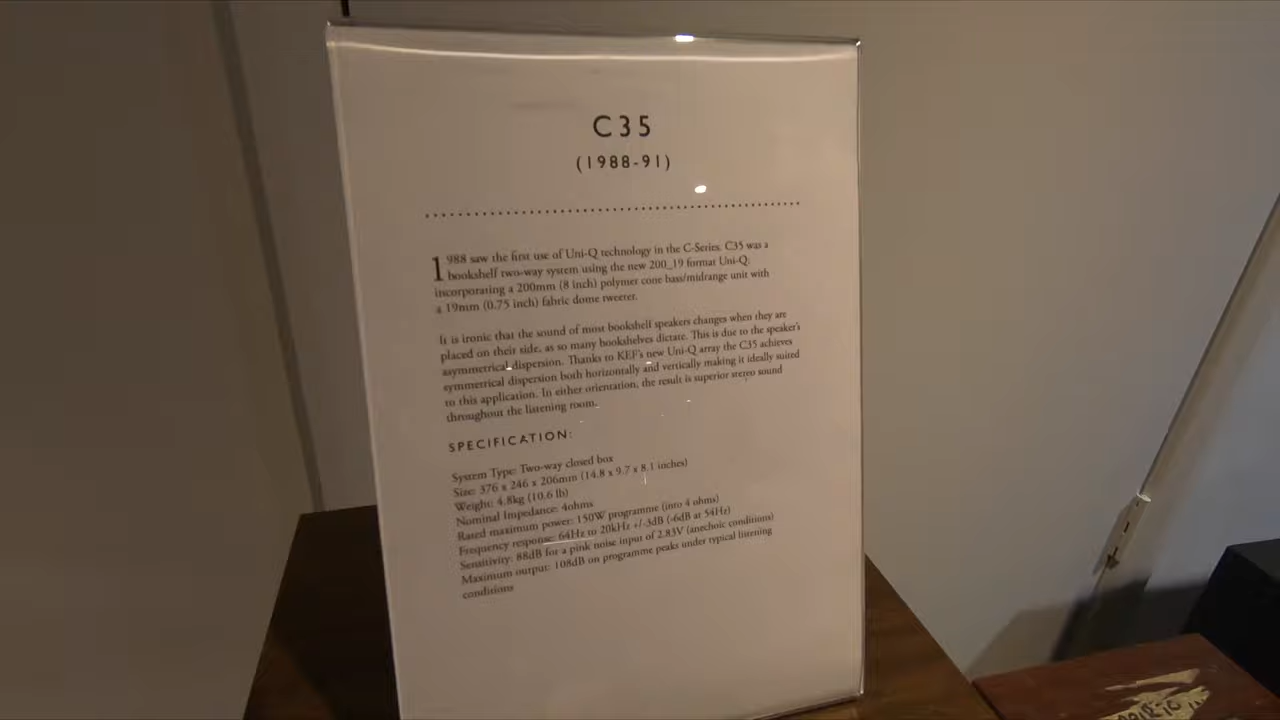 C35
(1988-91)
1988 saw the first use of Uni-Q technology in the C-Series. C35 was a
bookshelf two-way system using the new 200_19 format Uni-Q:
incorporating a 200mm (8 inch) polymer cone bass/midrange unit with
a 19mm (0.75 inch) fabric dome tweeter.
It is ironic that the sound of most bookshelf speakers changes when they are
placed on their side, as so many bookshelves dictate. This is due to the speaker's
asymmetrical dispersion. Thanks to KEF's new Uni-Q array the C35 achieves
symmetrical dispersion both horizontally and vertically making it ideally suited
to this application. In either orientation, the result is superior stereo sound
throughout the listening room.
SPECIFICATION:
System Type: Two-way closed box
Size: 376 x 246 x 206mm (14.8 x 9.7 x 8.1 inches)
Weight: 4.8kg (10.6 lb)
Nominal Impedance: 4ohms
Rated maximum power: 150W programme (into 4 ohms)
Frequency response: 64Hz to 20kHz +/-3dB (-6dB at 54Hz)
Sensitivity: 88dB for a pink noise input of 2.83V (anechoic conditions)
Maximum output: 108dB on programme peaks under typical listening
conditions